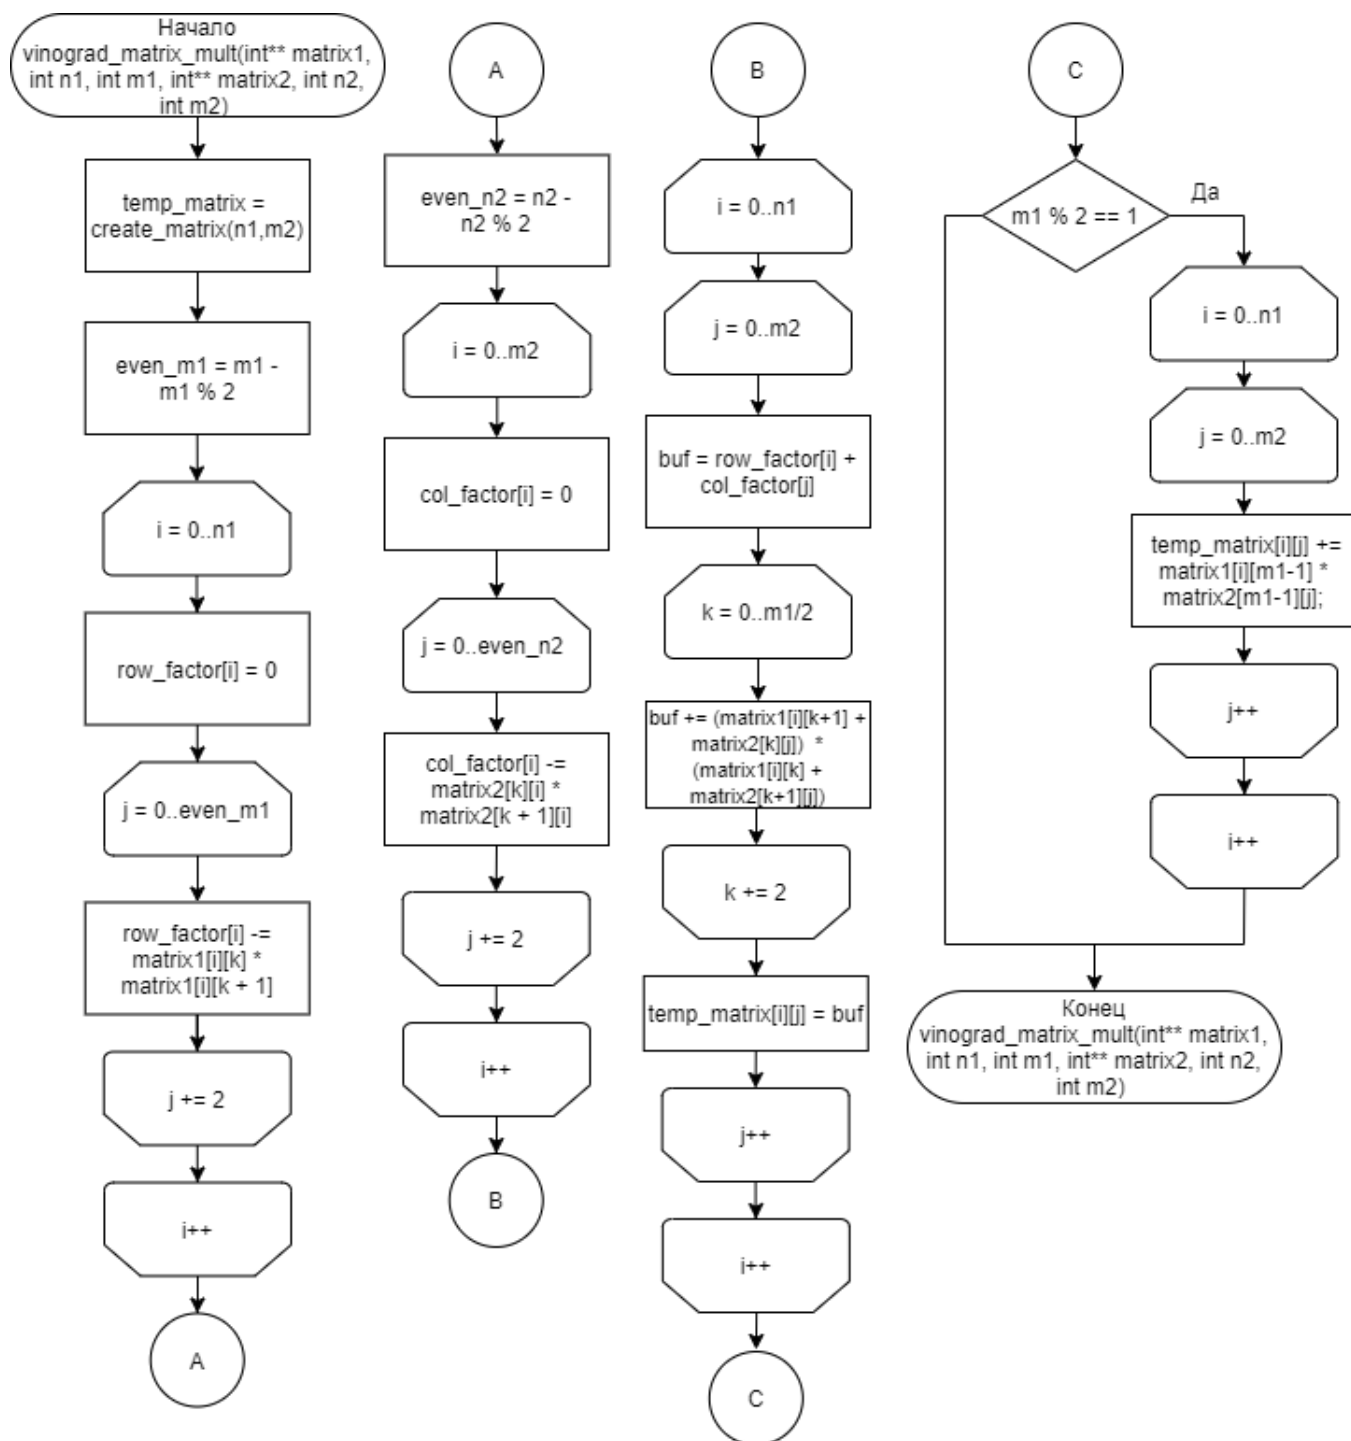 Начало
vinograd_matrix_mult(int** matrix1,
int n1, int m1, int** matrix2, int n2,
int m2)
temp_matrix =
create_matrix(n1,m2)
even_m1 = m1 -
m1 % 2
i = 0..n1
row_factor[i] = 0
j = 0..even_m1
row_factor[i] -=
matrix1[i][k] *
matrix1[i][k + 1]
j += 2
i++
A
A
even_n2 = n2 -
n2 % 2
i = 0..m2
col_factor[i] = 0
j = 0..even_n2
col_factor[i] -=
matrix2[k][i] *
matrix2[k + 1][i]
j += 2
i++
B
B
i = 0..n1
j = 0..m2
buf = row_factor[i] +
col_factor[j]
k = 0..m1/2
buf += (matrix1[i][k+1] +
matrix2[k][j]) *
(matrix1[i][k] +
matrix2[k+1][j])
k += 2
temp_matrix[i][j] = buf
j++
i++
C
C
m1 % 2 == 1
Да
i = 0..n1
j = 0..m2
temp_matrix[i][j] +=
matrix1[i][m1-1] *
matrix2[m1-1][j];
j++
i++
Конец
vinograd_matrix_mult(int** matrix1,
int n1, int m1, int** matrix2, int n2,
int m2)